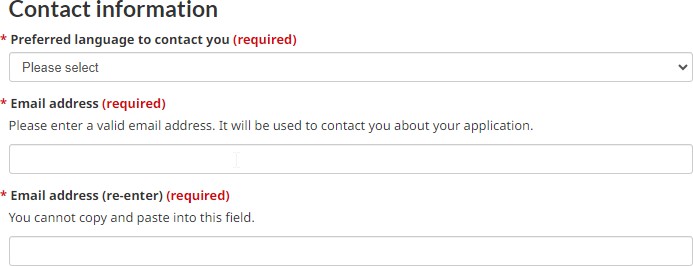 Contact information
* Preferred language to contact you (required)
Please select
* Email address (required)
Please enter a valid email address. It will be used to contact you about your application.
* Email address (re-enter) (required)
You cannot copy and paste into this field.